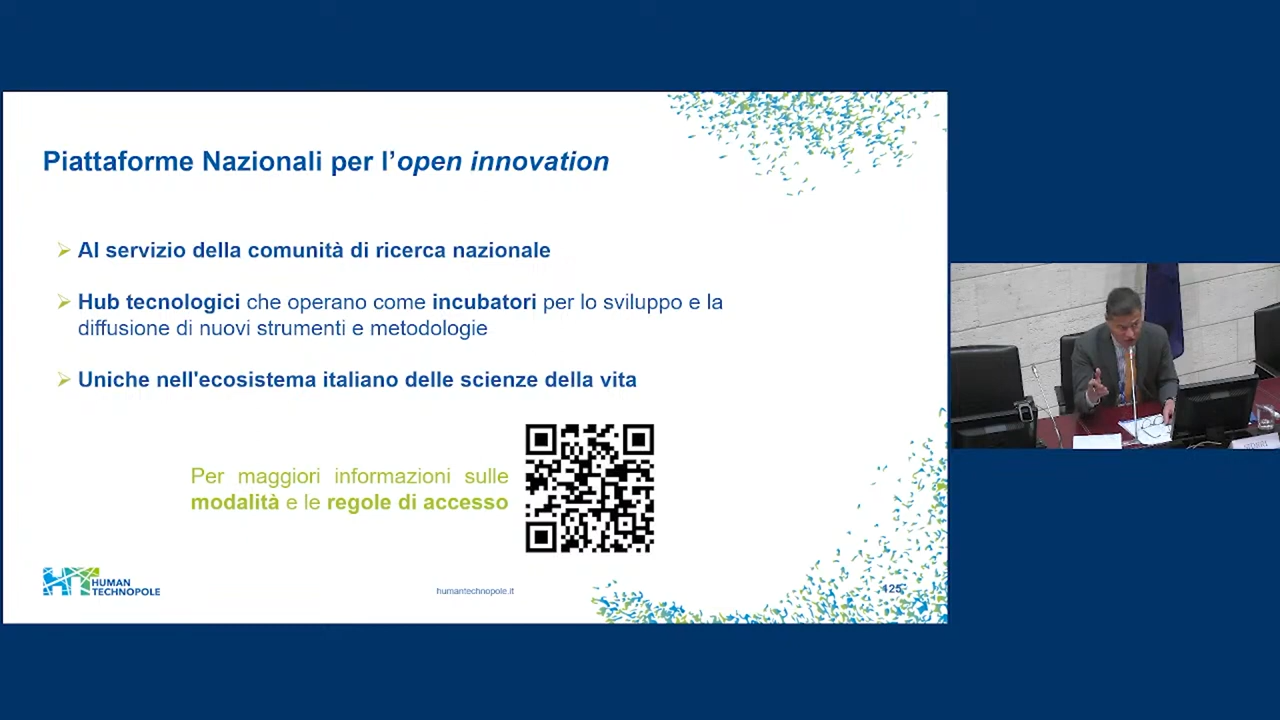 Piattaforme Nazionali per l'open innovation
Al servizio della comunità di ricerca nazionale
Hub tecnologici che operano come incubatori per lo sviluppo e la
diffusione di nuovi strumenti e metodologie
Uniche nell'ecosistema italiano delle scienze della vita
Per maggiori informazioni sulle
modalità e le regole di accesso
HUMAN
TECHNOPOLE
humantechnopole.it
125